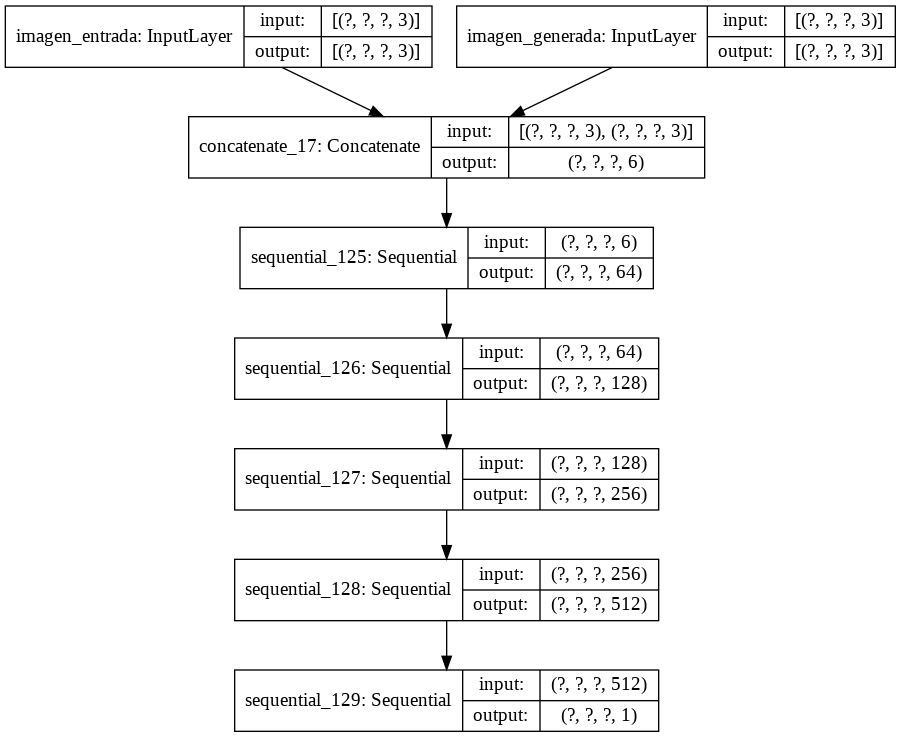 imagen_entrada: InputLayer
input:
[(?, ?, ?, 3)]
output:
[(?, ?, ?, 3)]
imagen_generada: InputLayer
input:
[(?, ?, ?, 3)]
output:
[(?, ?, ?, 3)]
concatenate_17: Concatenate
input:
[(?, ?, ?, 3), (?, ?, ?, 3)]
output:
(?, ?, ?, 6)
sequential_125: Sequential
input:
(?, ?, ?, 6)
output:
(?, ?, ?, 64)
sequential_126: Sequential
input:
(?, ?, ?, 64)
output:
(?, ?, ?, 128)
sequential_127: Sequential
input:
(?, ?, ?, 128)
output:
(?, ?, ?, 256)
sequential_128: Sequential
input:
(?, ?, ?, 256)
output:
(?, ?, ?, 512)
sequential_129: Sequential
input:
(?, ?, ?, 512)
output:
(?, ?, ?, 1)